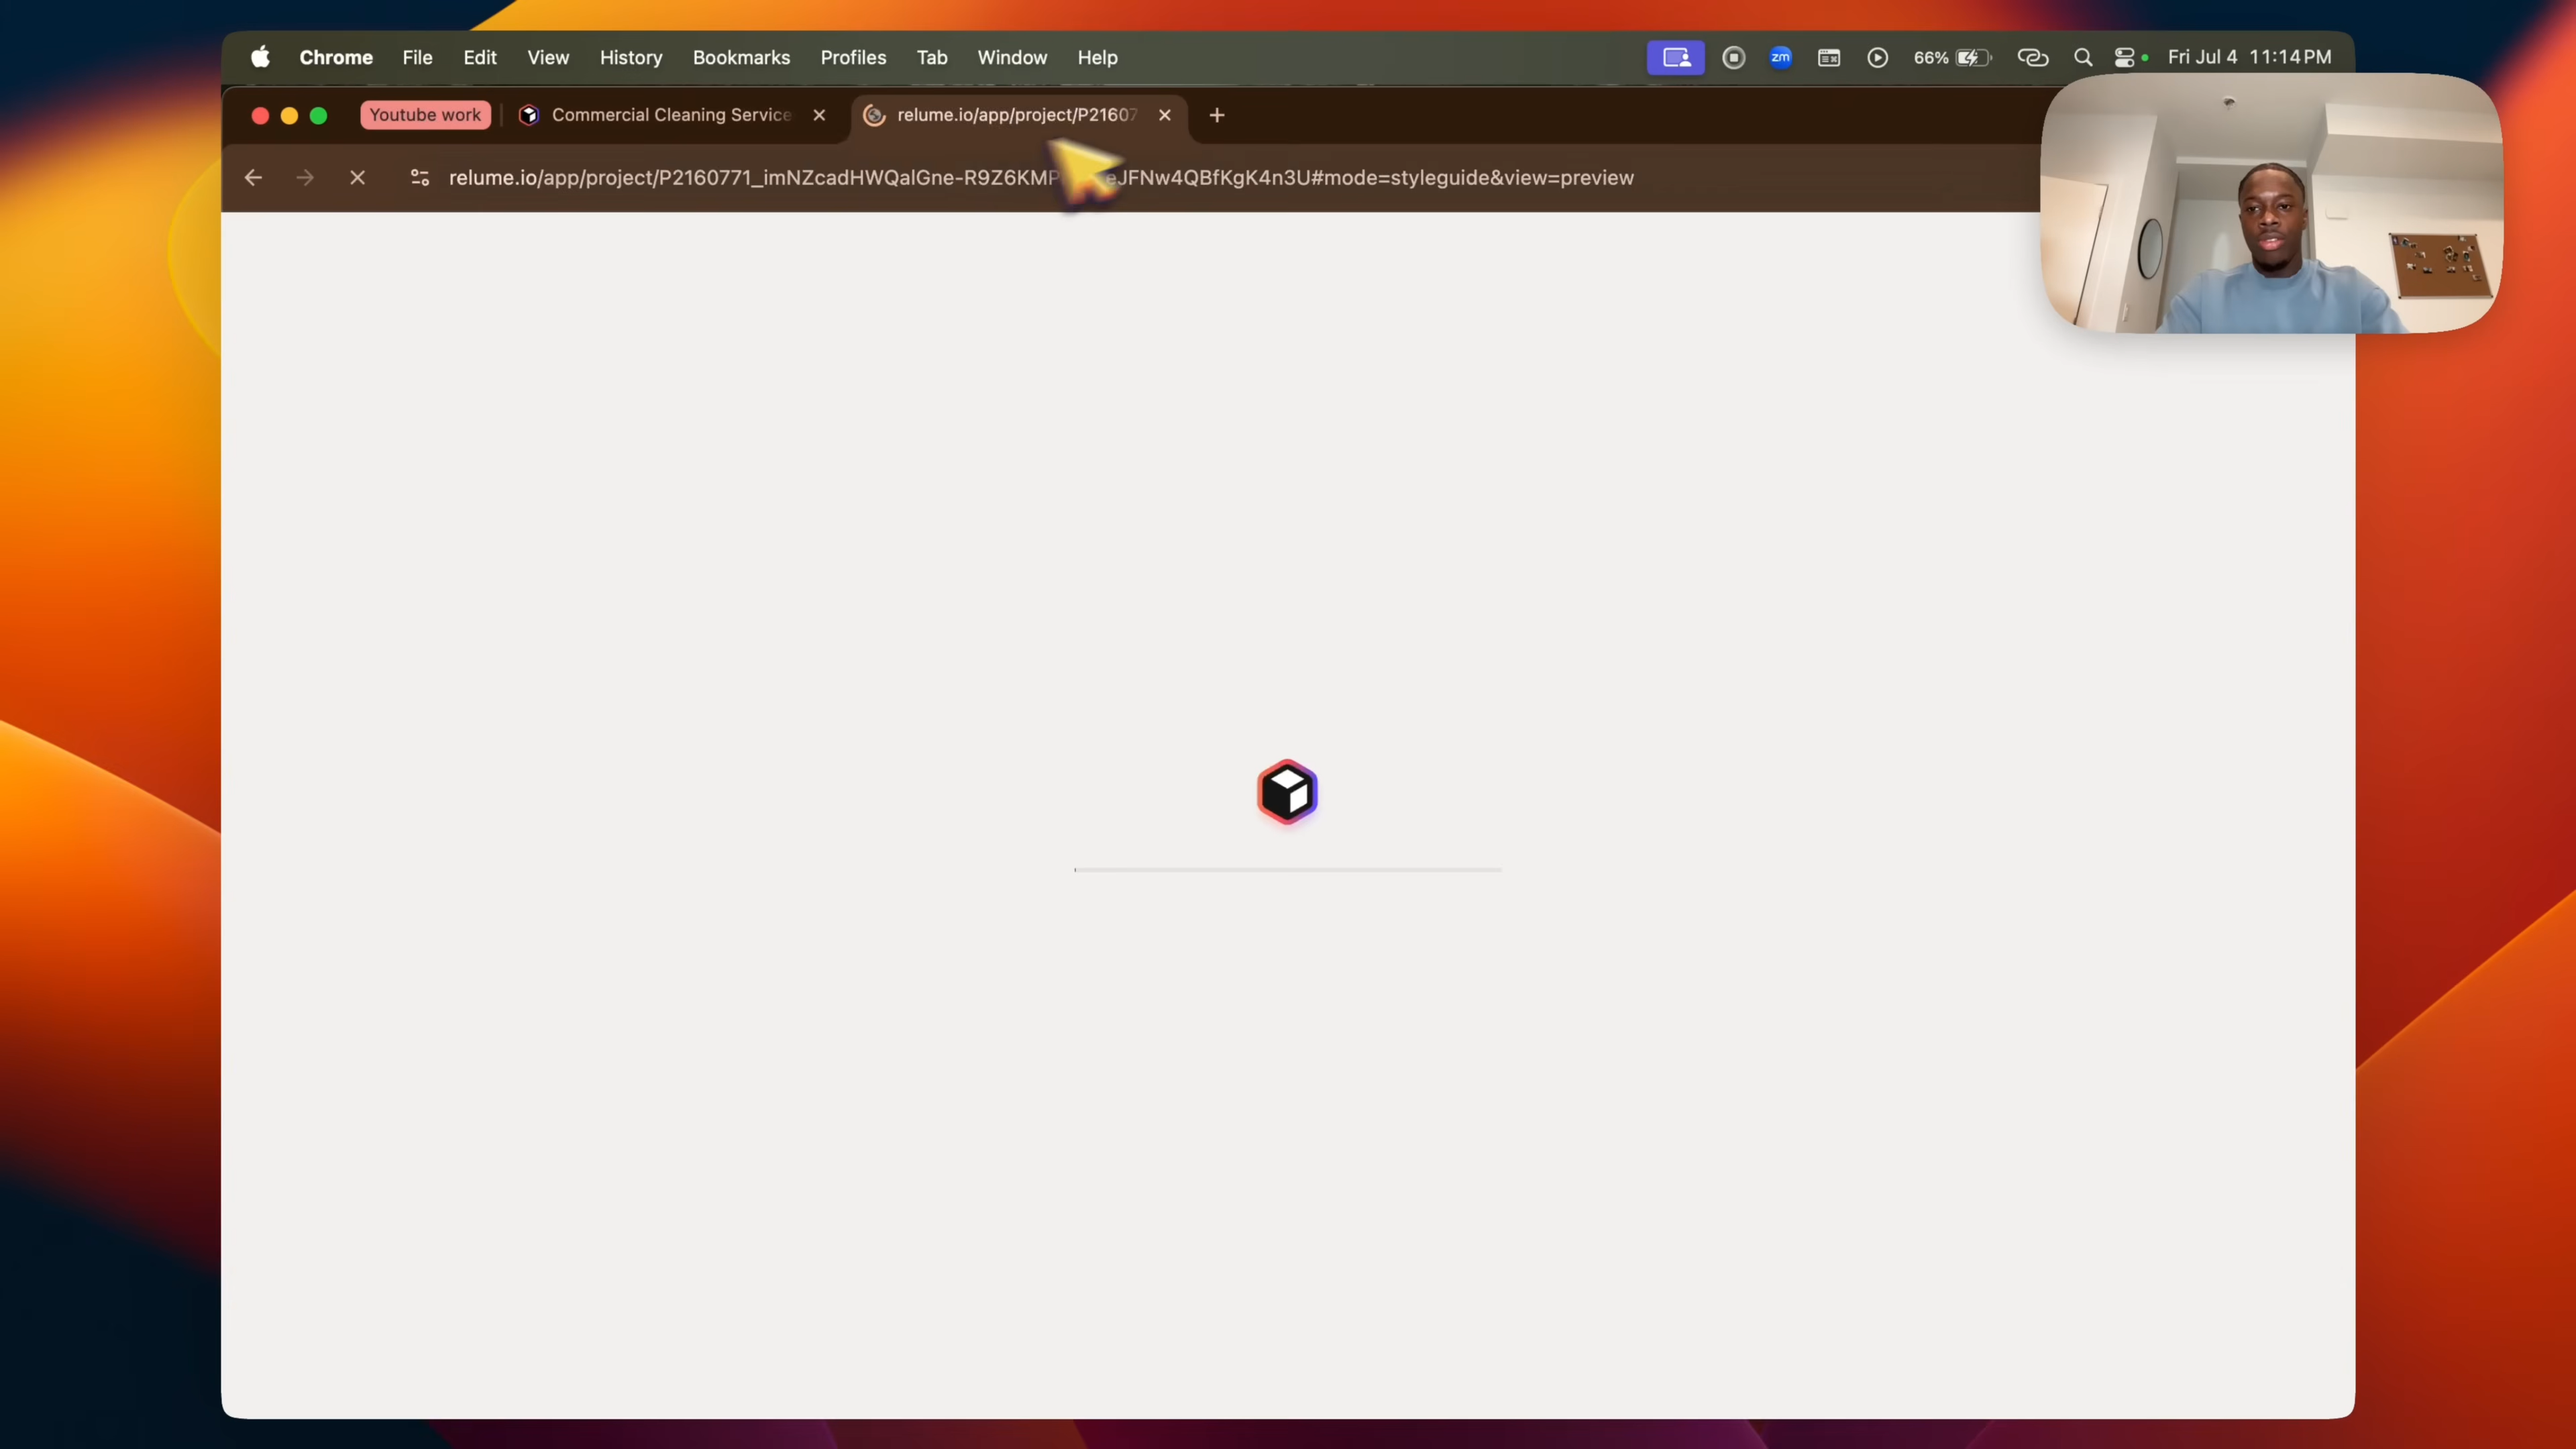 Chrome File Edit View History Bookmarks Profiles Tab Window Help zm 66% Fri Jul 4 11:14 PM
Youtube work Commercial Cleaning Service relume.io/app/project/P21607
relume.io/app/project/P2160771_imNZcadHWQalGne-R9Z6KMP eJFNw4QBfKgK4n3U#mode=styleguide&view=preview